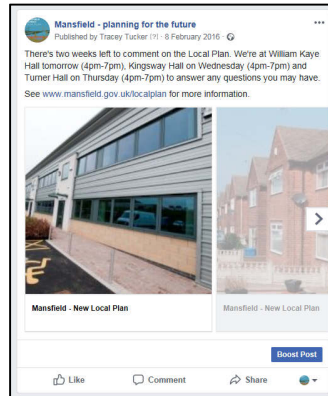 Mansfield - planning for the future
Published by Tracey Tucker [?] · 8 February 2016 ·
There's two weeks left to comment on the Local Plan. We're at William Kaye
Hall tomorrow (4pm-7pm), Kingsway Hall on Wednesday (4pm-7pm) and
Turner Hall on Thursday (4pm-7pm) to answer any questions you may have.
See www.mansfield.gov.uk/localplan for more information.
Mansfield - New Local Plan
Mansfield - New Local Plan
Boost Post
Like
Comment
Share